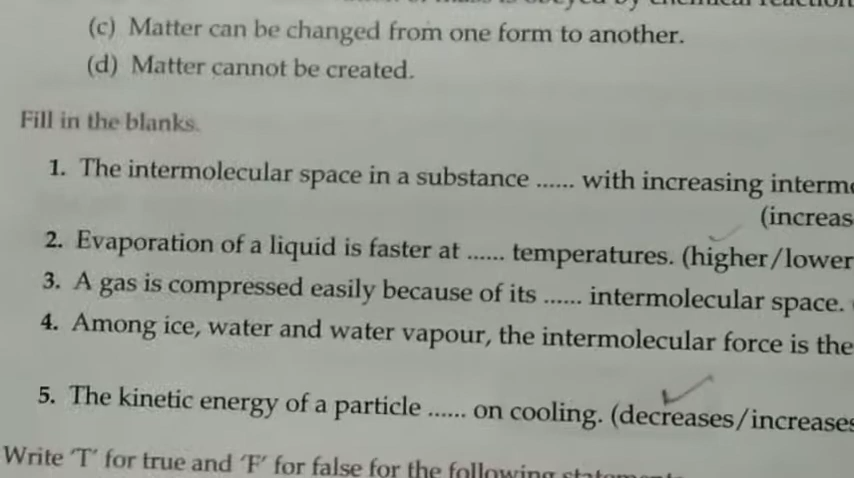 (c) Matter can be changed from one form to another.
(d) Matter cannot be created.
Fill in the blanks.
1. The intermolecular space in a substance ...... with increasing
(increas
2. Evaporation of a liquid is faster at ...... temperatures. (higher/lower
3. A gas is compressed easily because of its ...... intermolecular space.
4. Among ice, water and water vapour, the intermolecular force is the
5. The kinetic energy of a particle ...... on cooling. (decreases/increases
Write 'T' for true and 'F' for false for the following statements